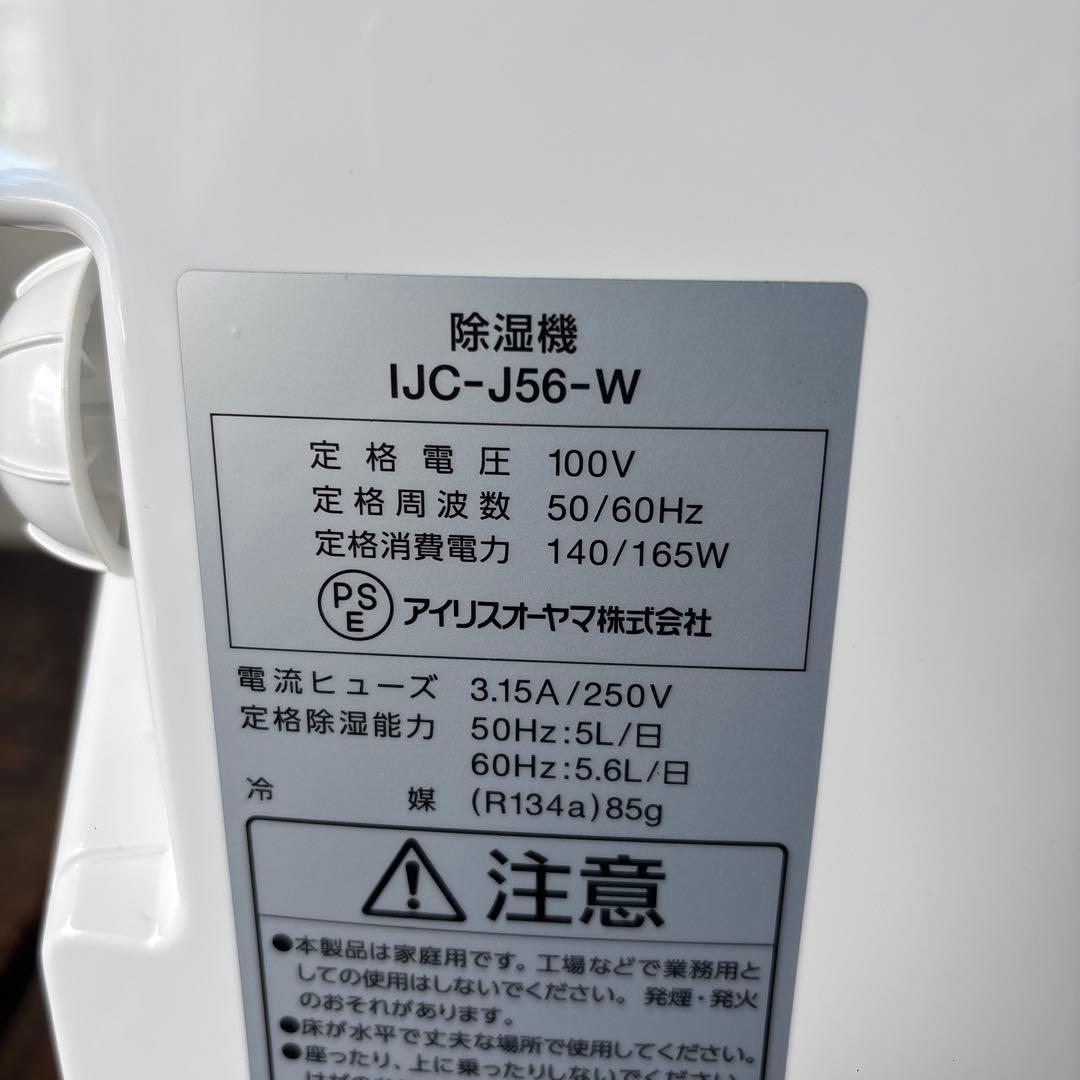 除湿機
IJC-J56-W
定格電圧 100V
定格周波数 50/60Hz
定格消費電力 140/165W
PSE アイリスオーヤマ株式会社
電流ヒューズ 3.15A/250V
定格除湿能力 50Hz:5L/日
60Hz:5.6L/日
冷媒 (R134a)85g
注意
●本製品は家庭用です。工場などで業務用と
しての使用はしないでください。発煙・発火
のおそれがあります。
●床が水平で丈夫な場所で使用してください。
●座ったり、上に乗ったりしないでください。